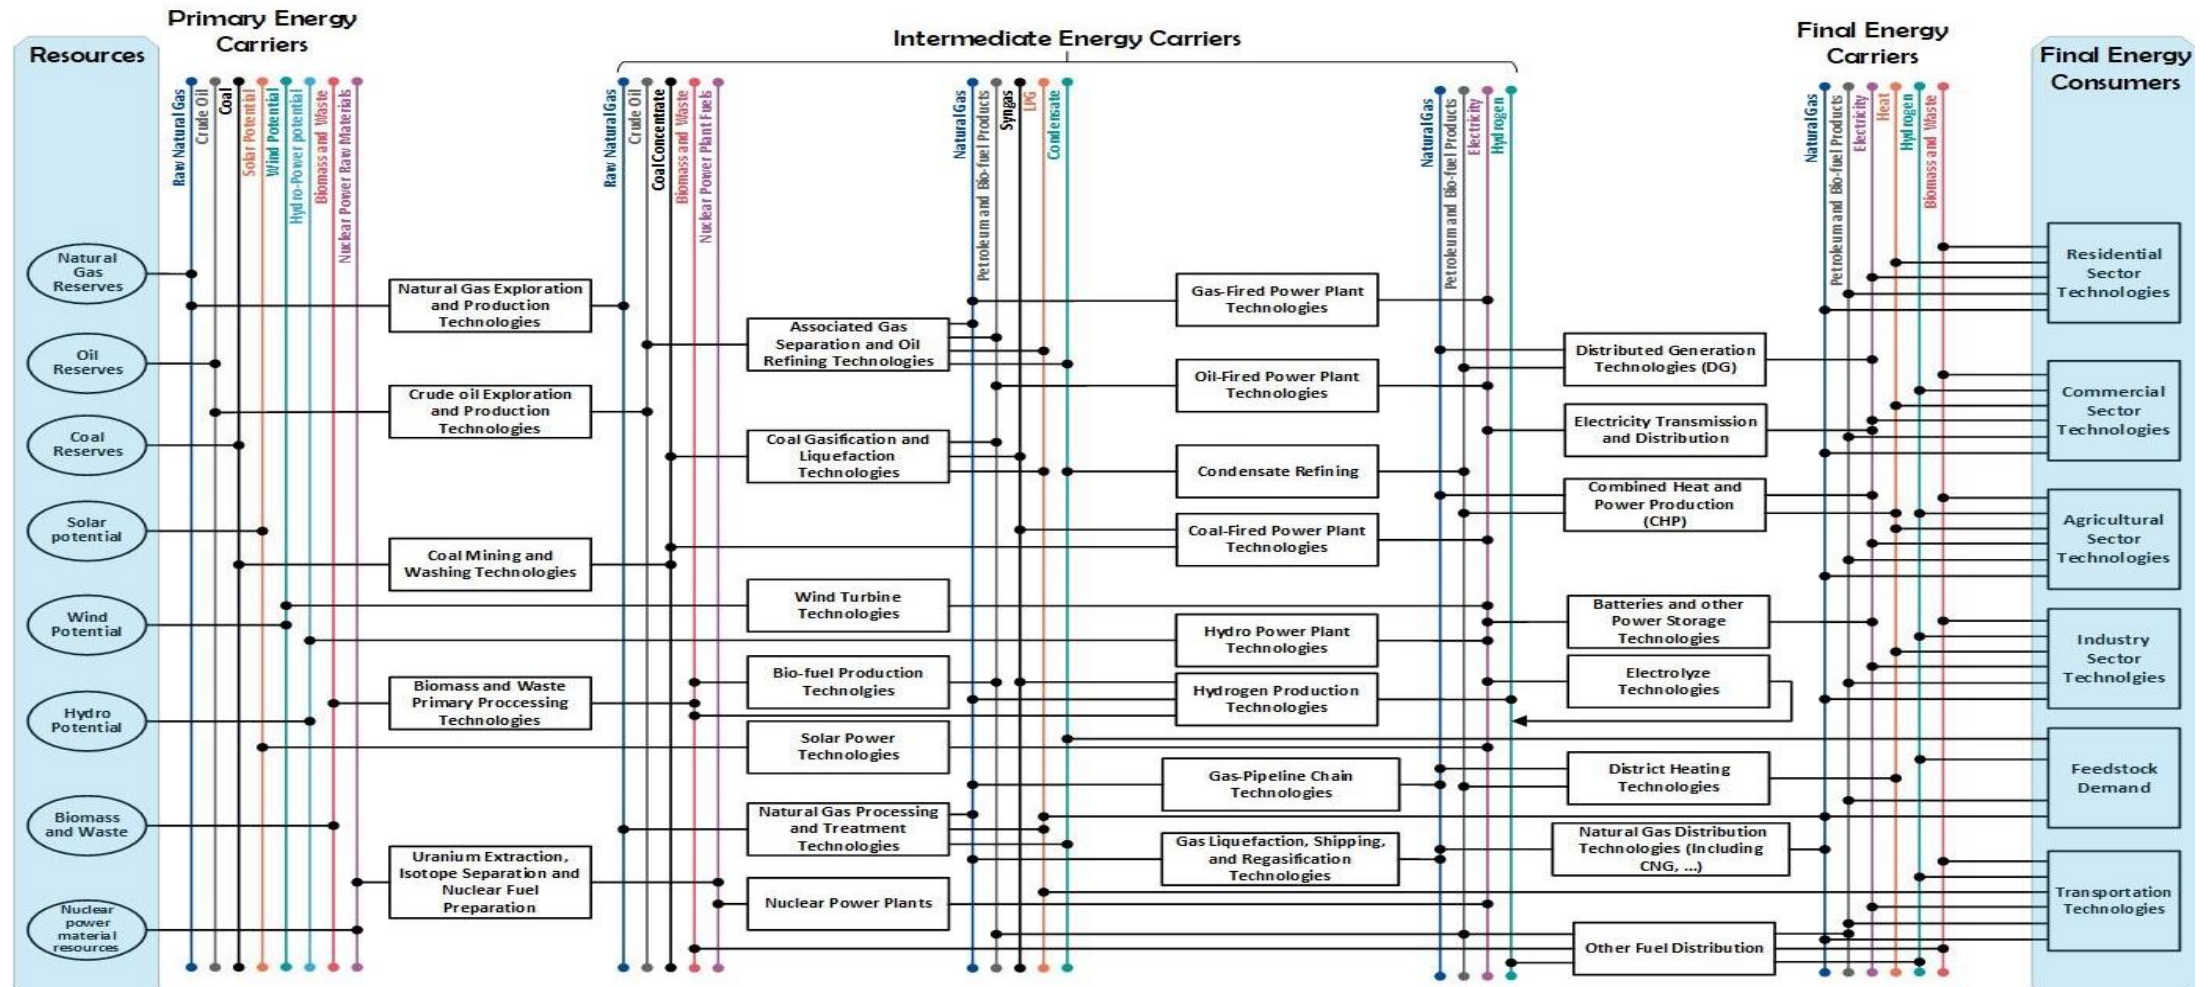 Primary Energy
Carriers
Intermediate Energy Carriers
Final Energy
Carriers
Resources
Final Energy
Consumers
Raw Natural Gas
Crude Oil
Coal
Solar Potential
Wind Potential
Hydro-Power potential
Biomass and Waste
Nuclear Power Raw Materials
Raw Natural Gas
Crude Oil
Coal Concentrate
Biomass and Waste
Nuclear Power Plant Fuels
Natural Gas
Petroleum and Bio-fuel Products
Syngas
LPG
Condensate
Natural Gas
Petroleum and Bio-fuel Products
Electricity
Hydrogen
Natural Gas
Petroleum and Bio-fuel Products
Electricity
Heat
Hydrogen
Biomass and Waste
Natural
Gas
Reserves
Oil
Reserves
Coal
Reserves
Solar
potential
Wind
Potential
Hydro
Potential
Biomass
and Waste
Nuclear
power
material
resources
Natural Gas Exploration
and Production
Technologies
Crude oil Exploration
and Production
Technologies
Coal Mining and
Washing Technologies
Biomass and Waste
Primary Proccessing
Technologies
Uranium Extraction,
Isotope Separation and
Nuclear Fuel
Preparation
Associated Gas
Separation and Oil
Refining Technologies
Coal Gasification and
Liquefaction
Technologies
Wind Turbine
Technologies
Bio-fuel Production
Technolgies
Solar Power
Technologies
Natural Gas Processing
and Treatment
Technologies
Nuclear Power Plants
Gas-Fired Power Plant
Technologies
Oil-Fired Power Plant
Technologies
Condensate Refining
Coal-Fired Power Plant
Technologies
Hydro Power Plant
Technologies
Hydrogen Production
Technologies
Gas-Pipeline Chain
Technologies
Gas Liquefaction, Shipping,
and Regasification
Technologies
Distributed Generation
Technologies (DG)
Electricity Transmission
and Distribution
Combined Heat and
Power Production
(CHP)
Batteries and other
Power Storage
Technologies
Electrolyze
Technologies
District Heating
Technologies
Natural Gas Distribution
Technologies (Including
CNG, ...)
Other Fuel Distribution
Residential
Sector
Technologies
Commercial
Sector
Technologies
Agricultural
Sector
Technologies
Industry
Sector
Technolgies
Feedstock
Demand
Transportation
Technologies